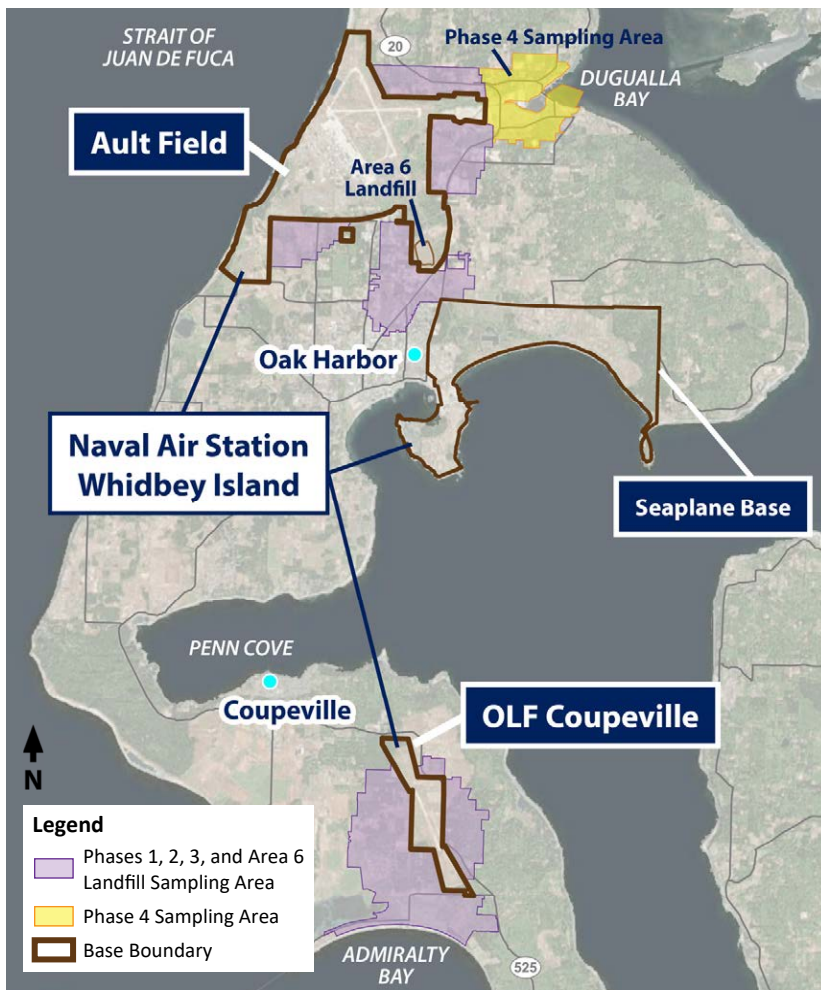 STRAIT OF
JUAN DE FUCA
20
Phase 4 Sampling Area
DUGUALLA
BAY
Ault Field
Area 6
Landfill
Oak Harbor
Naval Air Station
Whidbey Island
Seaplane Base
PENN COVE
Coupeville
OLF Coupeville
N
Legend
Phases 1, 2, 3, and Area 6
Landfill Sampling Area
Phase 4 Sampling Area
Base Boundary
ADMIRALTY
BAY
525